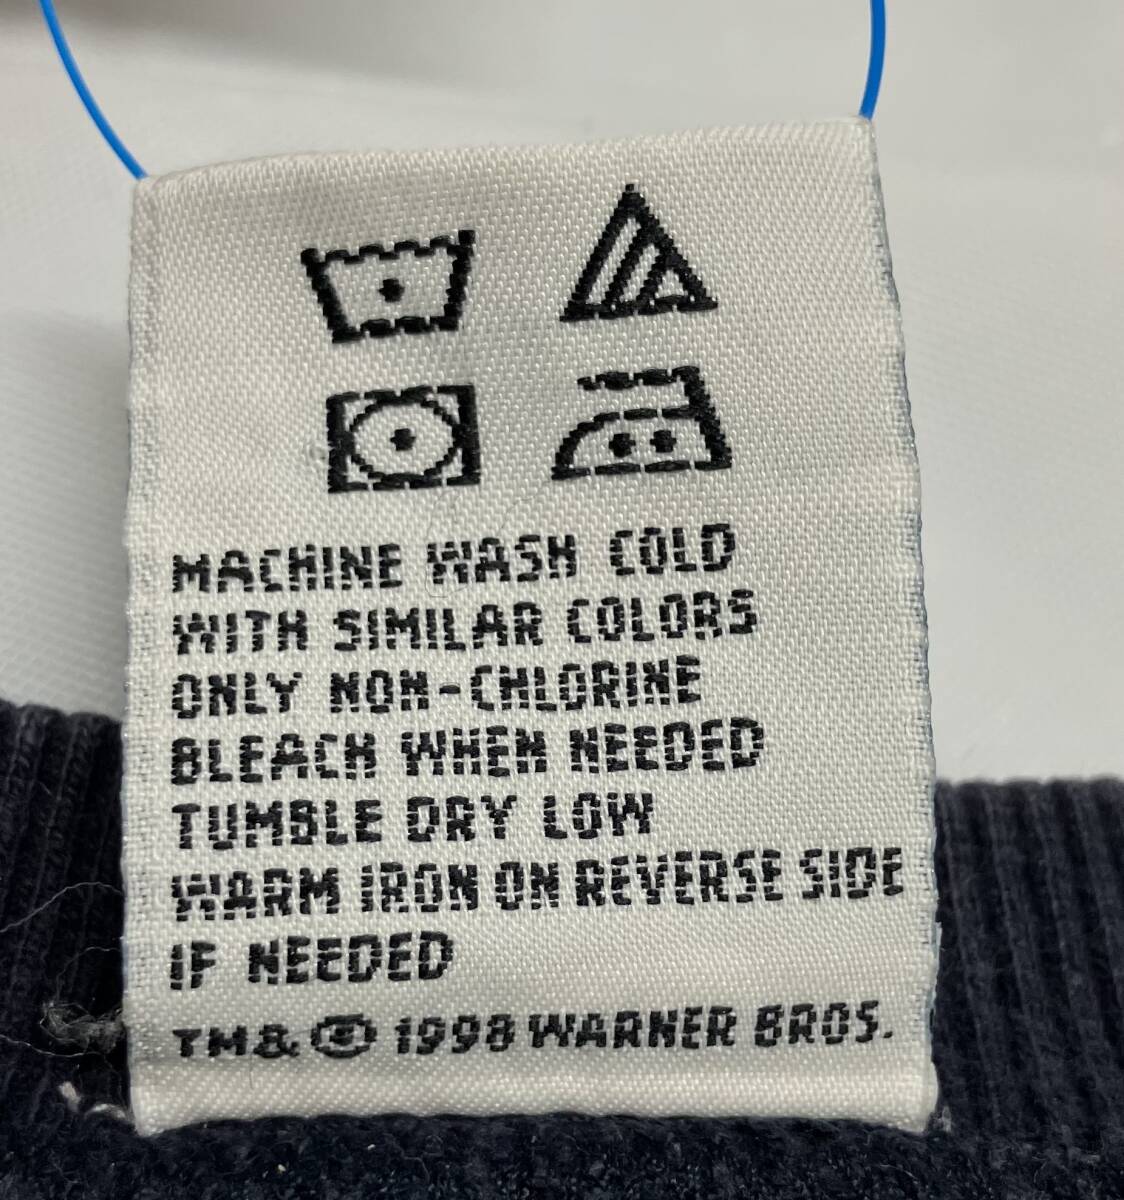 MACHINE WASH COLD
WITH SIMILAR COLORS
ONLY NON-CHLORINE
BLEACH WHEN NEEDED
TUMBLE DRY LOW
WARM IRON ON REVERSE SIDE
IF NEEDED
TM& © 1998 WARNER BROS.